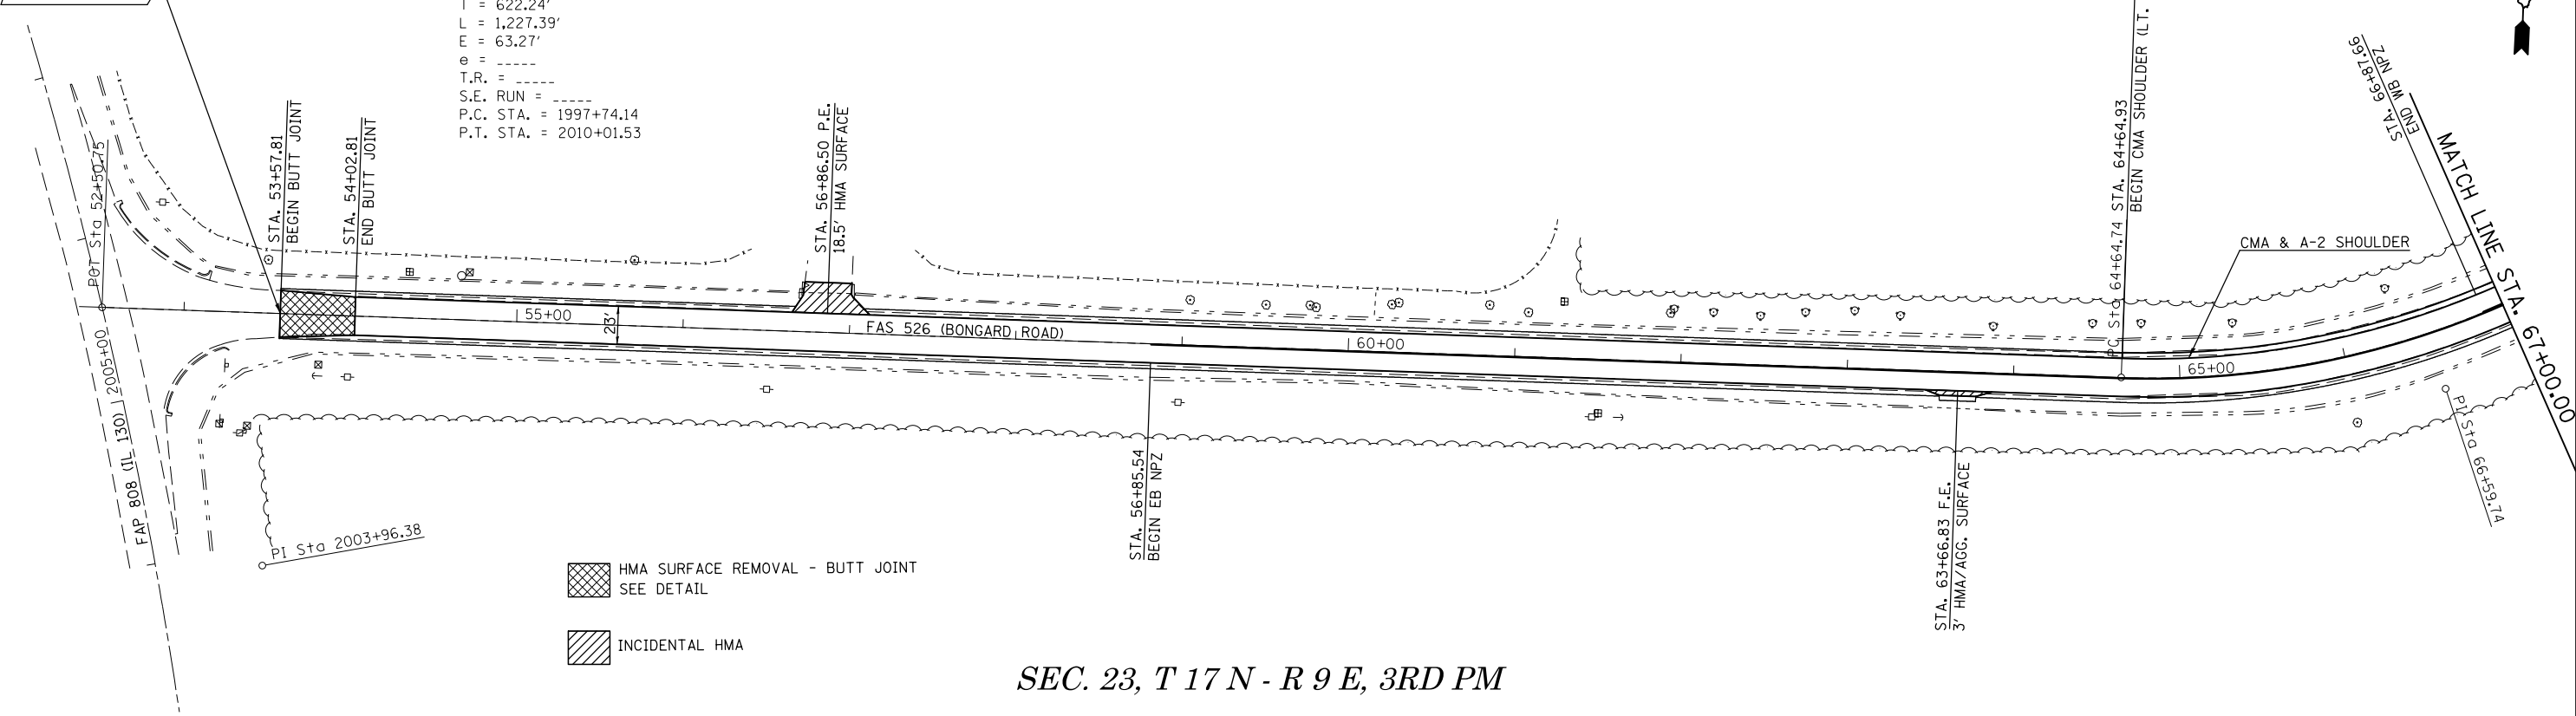 T = 622.24'
L = 1,227.39'
E = 63.27'
e = _____
T.R. = _____
S.E. RUN = _____
P.C. STA. = 1997+74.14
P.T. STA. = 2010+01.53
POT Sta 52+50.75
STA. 53+57.81
BEGIN BUTT JOINT
STA. 54+02.81
END BUTT JOINT
STA. 56+86.50 P.E.
18.5' HMA SURFACE
PC Sta 64+64.74
STA. 64+64.93
BEGIN CMA SHOULDER (LT.
STA. 66+87.66
END WB NPZ
MATCH LINE STA. 67+00.00
CMA & A-2 SHOULDER
55+00
23'
FAS 526 (BONGARD ROAD)
60+00
65+00
2005+00
FAP 808 (IL 130)
PI Sta 2003+96.38
STA. 56+85.54
BEGIN EB NPZ
STA. 63+66.83 F.E.
3' HMA/AGG. SURFACE
PI Sta 66+59.74
HMA SURFACE REMOVAL - BUTT JOINT
SEE DETAIL
INCIDENTAL HMA
SEC. 23, T 17 N - R 9 E, 3RD PM